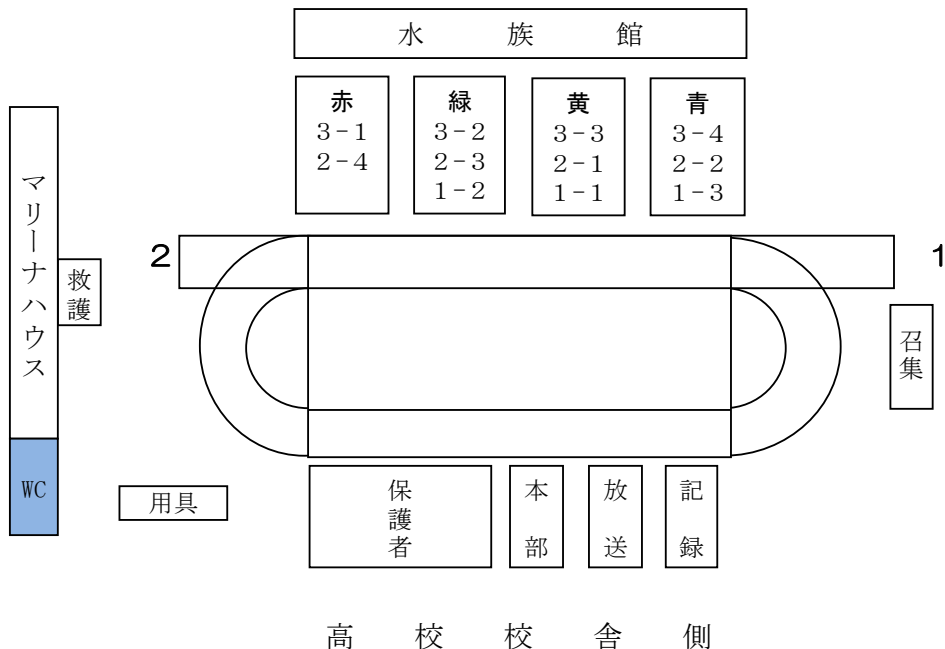 水族館
赤
３-１
２-４
緑
３-２
２-３
１-２
黄
３-３
２-１
１-１
青
３-４
２-２
１-３
マリーナハウス
救護
2
1
召集
WC
用具
保護者
本部
放送
記録
高校校舎側